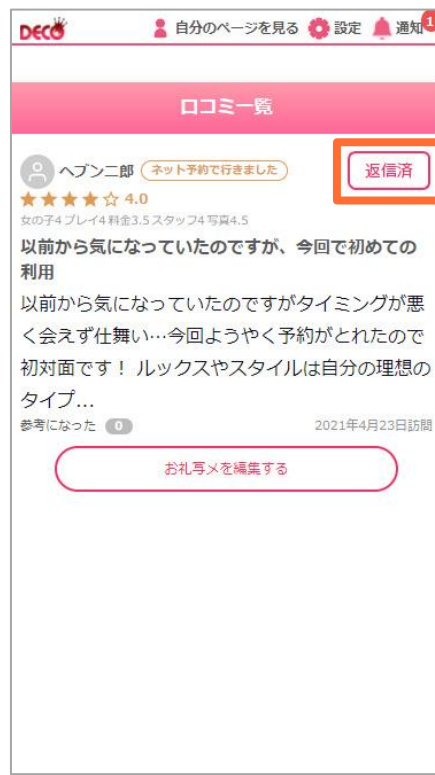 DECO 自分のページを見る 設定 通知 1
口コミ一覧
ヘブン二郎 ネット予約で行きました 返信済
★★★★☆ 4.0
女の子4 プレイ4 料金3.5 スタッフ4 写真4.5
以前から気になっていたのですが、今回で初めての
利用
以前から気になっていたのですがタイミングが悪
く会えず仕舞い…今回ようやく予約がとれたので
初対面です！ ルックスやスタイルは自分の理想の
タイプ…
参考になった 0 2021年4月23日訪問
お礼写メを編集する